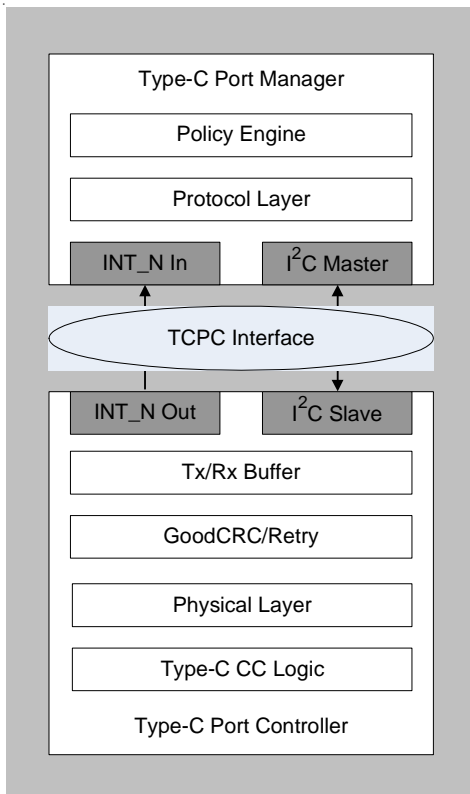 Type-C Port Manager
Policy Engine
Protocol Layer
INT_N In
I²C Master
TCPC Interface
INT_N Out
I²C Slave
Tx/Rx Buffer
GoodCRC/Retry
Physical Layer
Type-C CC Logic
Type-C Port Controller